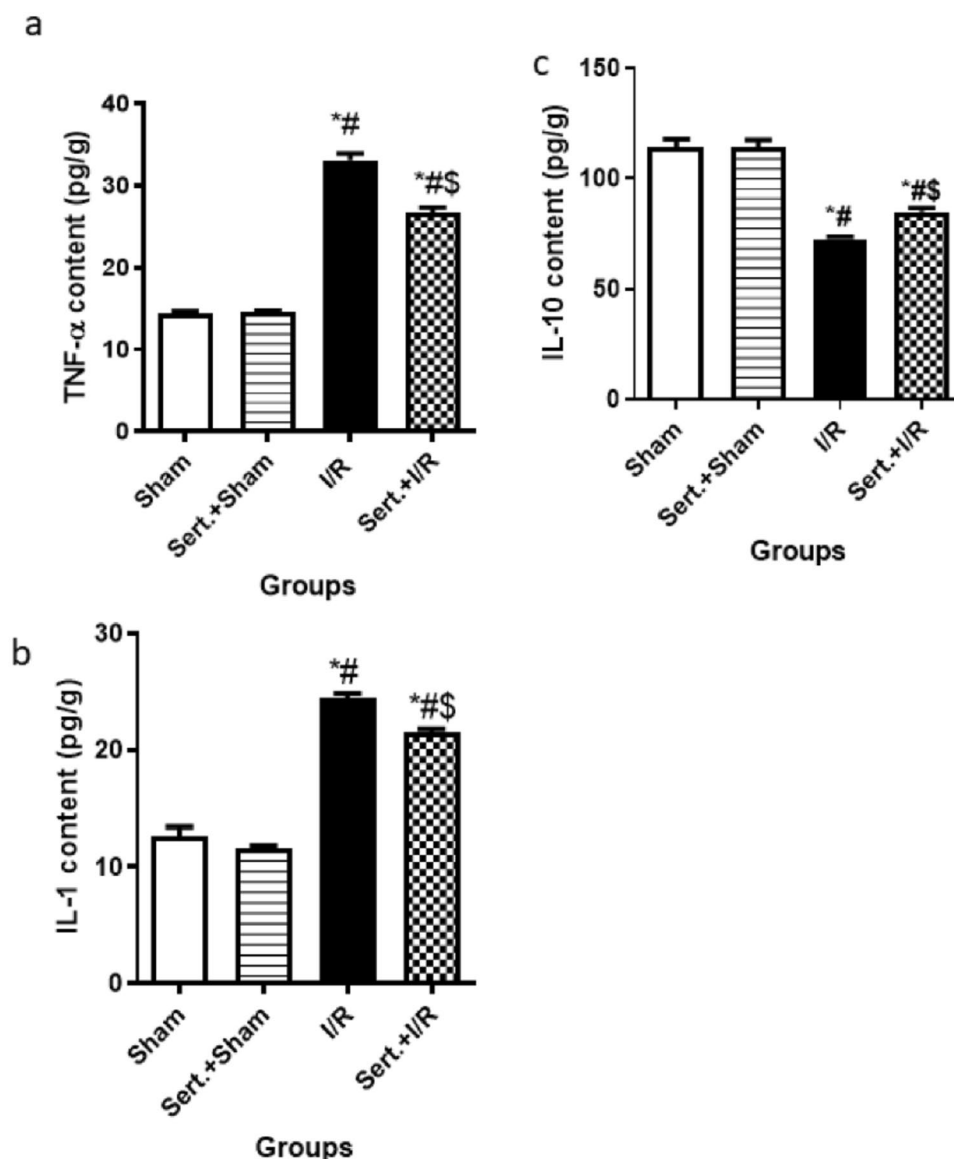 a
TNF-α content (pg/g)
40
30
20
10
0
*#
*#$
Sham
Sert.+Sham
I/R
Sert.+I/R
Groups
c
IL-10 content (pg/g)
150
100
50
0
*#
*#$
Sham
Sert.+Sham
I/R
Sert.+I/R
Groups
b
IL-1 content (pg/g)
30
20
10
0
*#
*#$
Sham
Sert.+Sham
I/R
Sert.+I/R
Groups